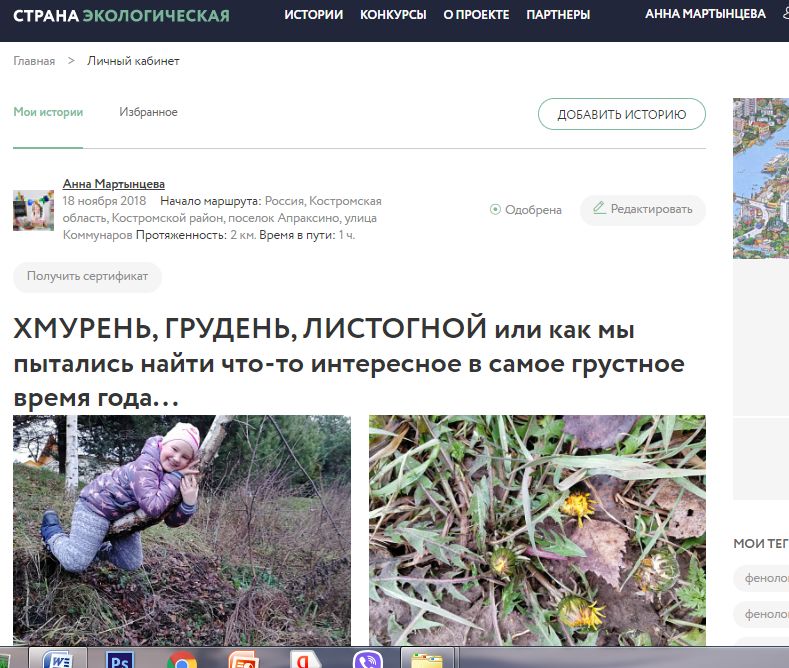 СТРАНА ЭКОЛОГИЧЕСКАЯ
ИСТОРИИ КОНКУРСЫ О ПРОЕКТЕ ПАРТНЕРЫ
АННА МАРТЫНЦЕВА
Главная > Личный кабинет
Мои истории Избранное
ДОБАВИТЬ ИСТОРИЮ
Анна Мартынцева
18 ноября 2018 Начало маршрута: Россия, Костромская
область, Костромской район, поселок Апраксино, улица
Коммунаров Протяженность: 2 км. Время в пути: 1 ч.
Одобрена
Редактировать
Получить сертификат
ХМУРЕНЬ, ГРУДЕНЬ, ЛИСТОГНОЙ или как мы
пытались найти что-то интересное в самое грустное
время года...
МОИ ТЕГ
феноло
феноло
W
Ps
Я